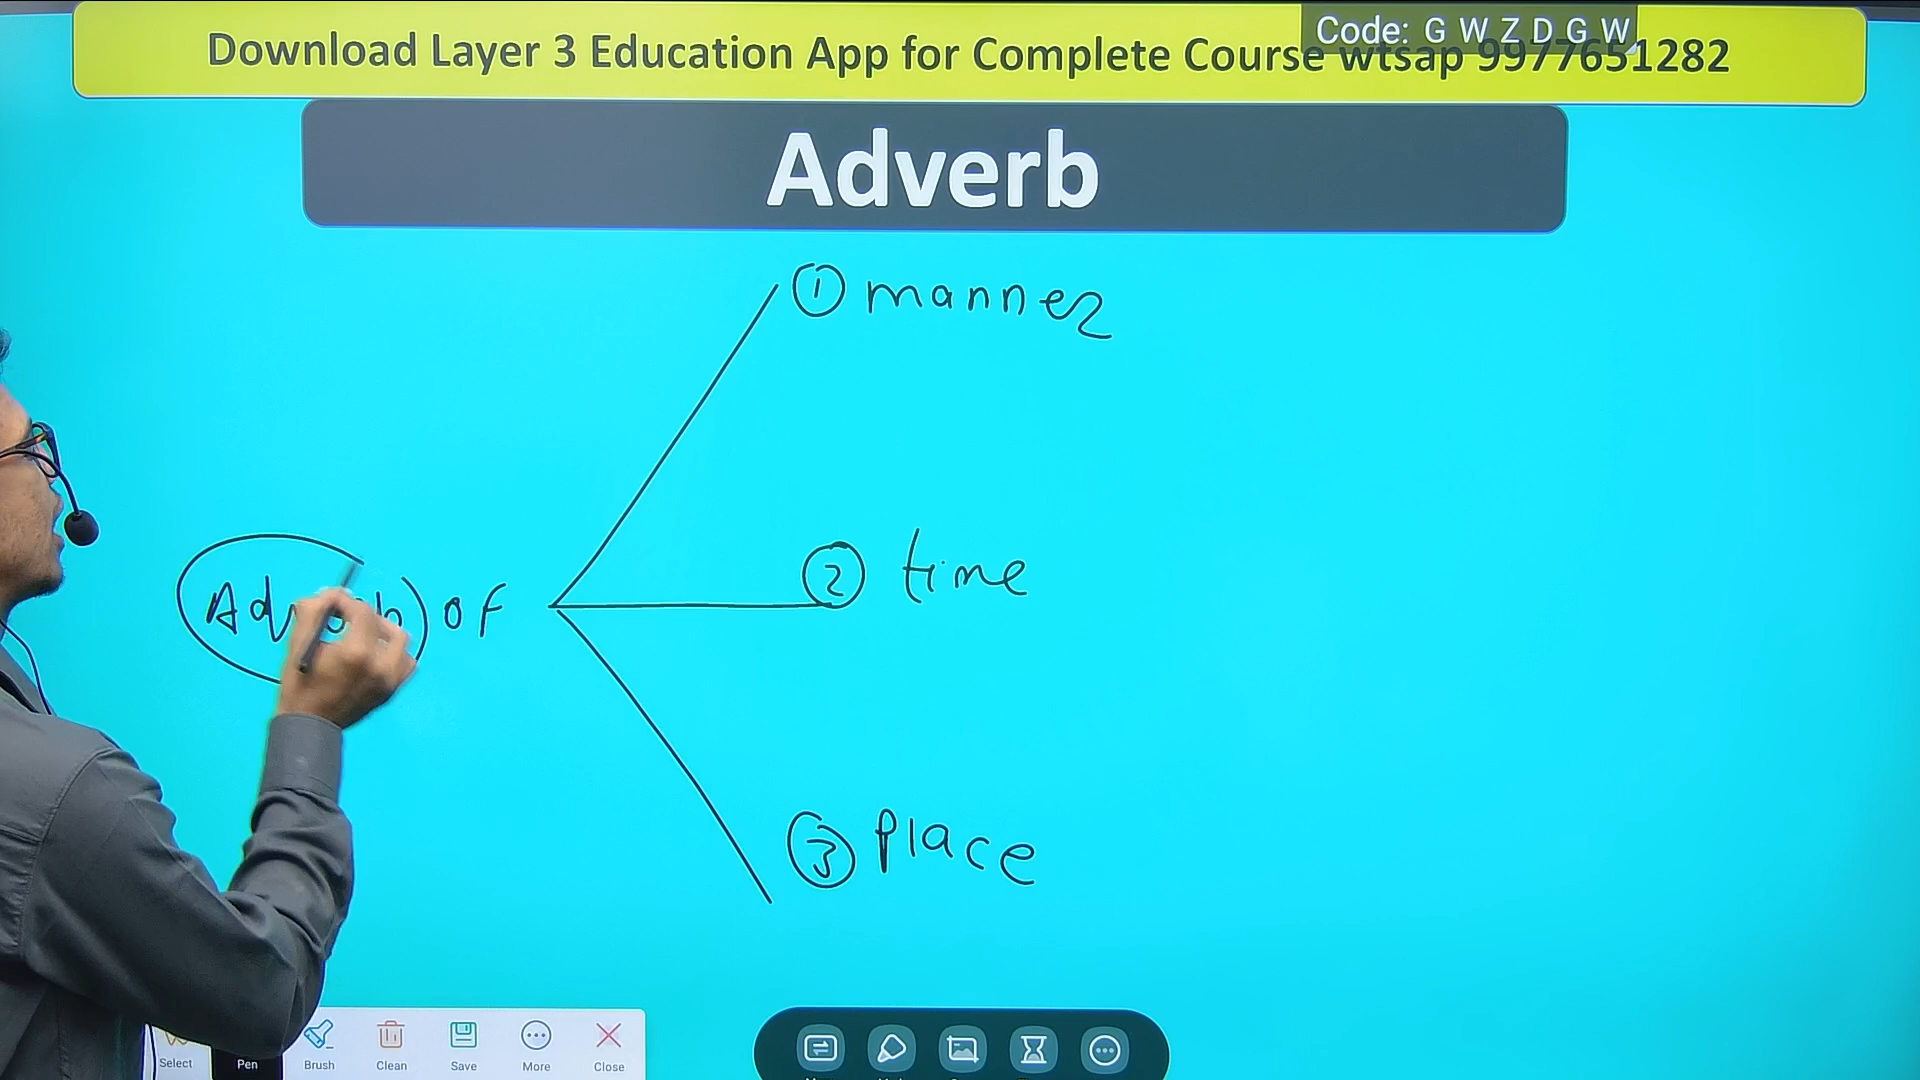 Code: G W Z D G W
Download Layer 3 Education App for Complete Course wtsap 9977651282
Adverb
① manner
② time
of
③ Place
Select Pen Brush Clean Save More Close